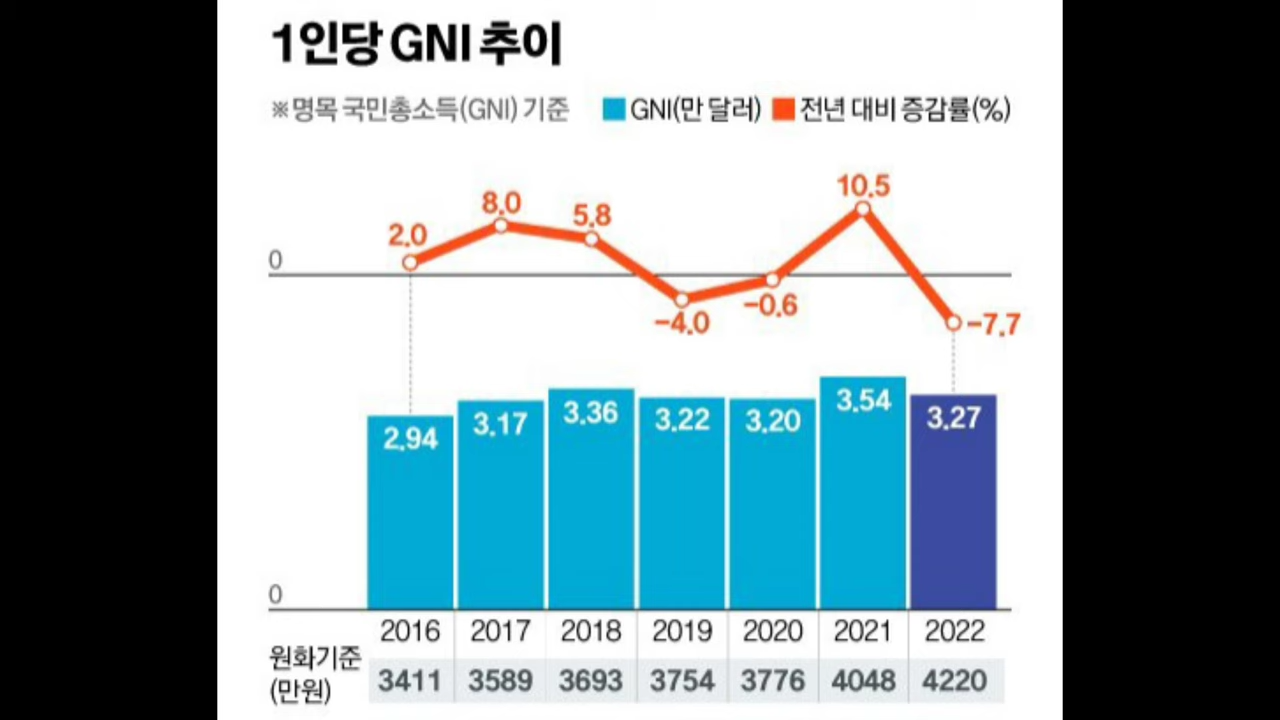 1인당 GNI 추이
※명목 국민총소득(GNI) 기준 GNI(만 달러) 전년 대비 증감률(%)
2.0 8.0 5.8 −4.0 −0.6 10.5 −7.7
0
2.94 3.17 3.36 3.22 3.20 3.54 3.27
0
2016 2017 2018 2019 2020 2021 2022
원화기준
(만원) 3411 3589 3693 3754 3776 4048 4220